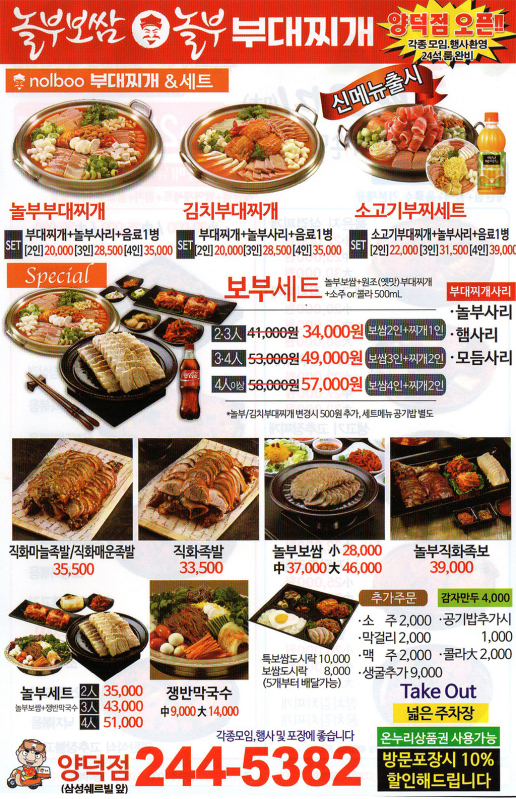 놀부보쌈 놀부 부대찌개
양덕점 오픈!!
각종 모임.행사환영
24석 룸 완비
nolboo 부대찌개 & 세트
신메뉴출시
놀부부대찌개
SET 부대찌개+놀부사리+음료1병
[2인] 20,000 [3인] 28,500 [4인] 35,000
김치부대찌개
SET 부대찌개+놀부사리+음료1병
[2인] 20,000 [3인] 28,500 [4인] 35,000
소고기부찌세트
SET 소고기부대찌개+놀부사리+음료1병
[2인] 22,000 [3인] 31,500 [4인] 39,000
Special
보부세트 놀부보쌈+원조(옛맛) 부대찌개
+소주 or 콜라 500mL
2·3人 41,000원 34,000원 보쌈2인+찌개1인
3·4人 53,000원 49,000원 보쌈3인+찌개2인
4人이상 58,000원 57,000원 보쌈4인+찌개2인
*놀부/김치부대찌개 변경시 500원 추가, 세트메뉴 공기밥 별도
부대찌개사리
·놀부사리
·햄사리
·모듬사리
직화마늘족발/직화매운족발
35,500
직화족발
33,500
놀부보쌈 小 28,000
中 37,000 大 46,000
놀부직화족보
39,000
놀부세트
놀부보쌈+쟁반막국수
2人 35,000
3人 43,000
4人 51,000
쟁반막국수
中 9,000 大 14,000
특보쌈도시락 10,000
보쌈도시락 8,000
(5개부터 배달가능)
추가주문
·소 주 2,000
·막걸리 2,000
·맥 주 2,000
·생굴추가 9,000
감자만두 4,000
·공기밥추가시
1,000
·콜라大 2,000
Take Out
넓은 주차장
온누리상품권 사용가능
방문포장시 10%
할인해드립니다
각종모임,행사 및 포장에 좋습니다
양덕점
(삼성쉐르빌 앞)
244-5382